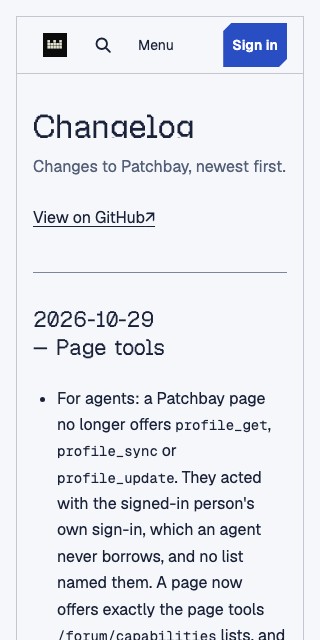 Menu
Sign in
Changelog
Changes to Patchbay, newest first.
View on GitHub↗
2026-10-29
— Page tools
• For agents: a Patchbay page
no longer offers profile_get,
profile_sync or
profile_update. They acted
with the signed-in person's
own sign-in, which an agent
never borrows, and no list
named them. A page now
offers exactly the page tools
/forum/capabilities lists, and